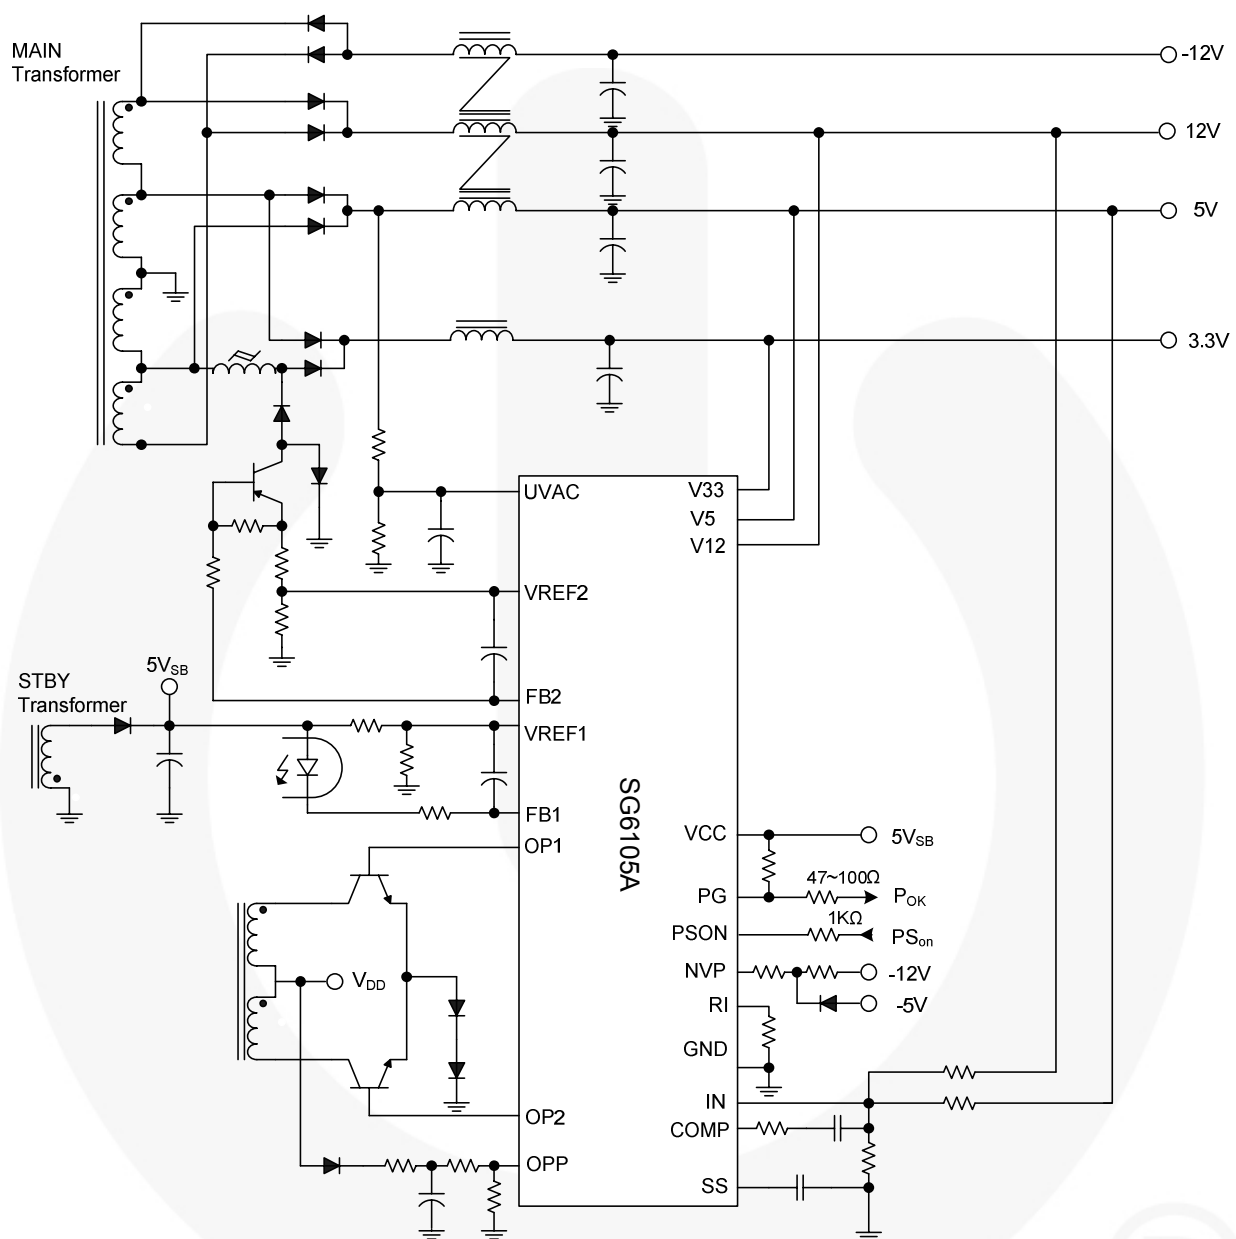 MAIN
Transformer
-12V
12V
5V
3.3V
UVAC
V33
V5
V12
VREF2
5VSB
STBY
Transformer
FB2
VREF1
FB1
OP1
SG6105A
VCC
5VSB
47~100Ω
PG
POK
1KΩ
PSON
PSon
NVP
-12V
VDD
RI
-5V
GND
IN
OP2
COMP
OPP
SS